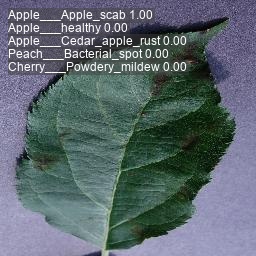 Apple___Apple_scab 1.00
Apple___healthy 0.00
Apple___Cedar_apple_rust 0.00
Peach___Bacterial_spot 0.00
Cherry___Powdery_mildew 0.00